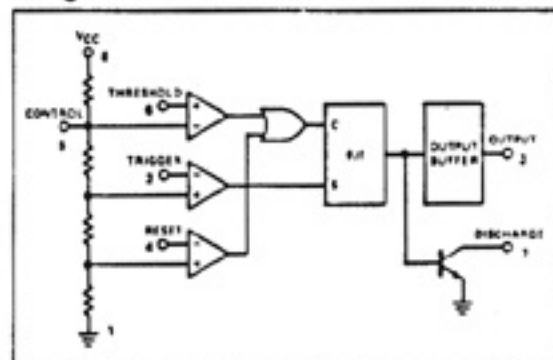 VCC
8
THRESHOLD
+
6
-
CONTROL
5
C
TRIGGER
-
2
+
S
F/F
OUTPUT
BUFFER
OUTPUT
3
RESET
-
4
+
DISCHARGE
7
1